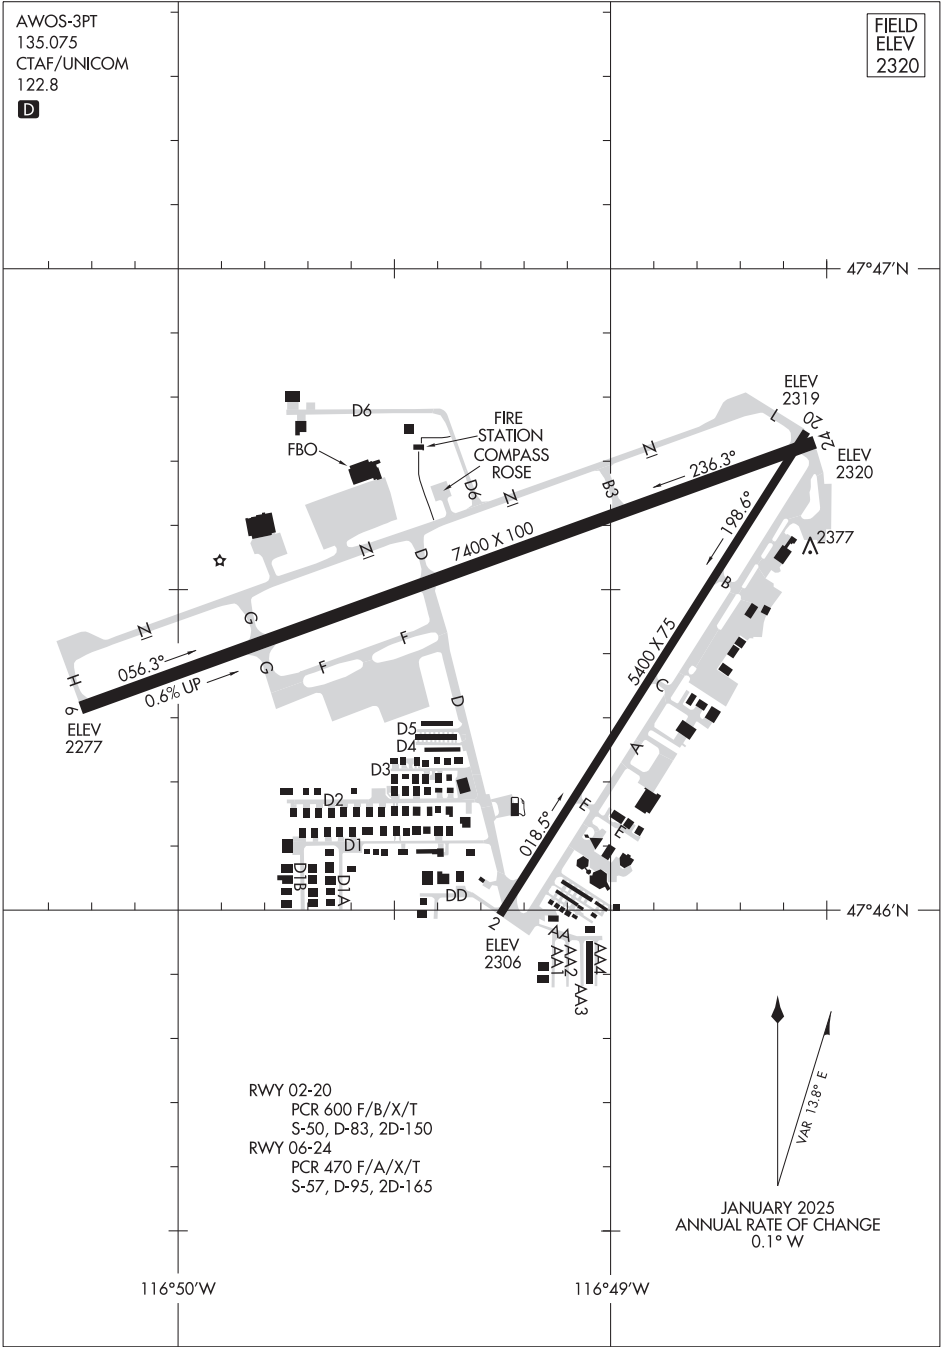 AWOS-3PT
135.075
CTAF/UNICOM
122.8
D
FIELD
ELEV
2320
47°47'N
ELEV
2319
J
20
24
ELEV
2320
D6
FIRE
STATION
COMPASS
ROSE
FBO
D6
N
N
B3
236.3°
198.6°
2377
7400 X 100
N
D
B
N
G
F
F
G
5400 X 75
056.3°
0.6% UP
H
6
ELEV
2277
C
D
D5
D4
D3
A
D2
E
018.5°
E
D1
D1B
D1A
DD
47°46'N
2
ELEV
2306
AA
AA1
AA2
AA4
AA3
RWY 02-20
PCR 600 F/B/X/T
S-50, D-83, 2D-150
RWY 06-24
PCR 470 F/A/X/T
S-57, D-95, 2D-165
VAR 13.8° E
JANUARY 2025
ANNUAL RATE OF CHANGE
0.1° W
116°50'W
116°49'W